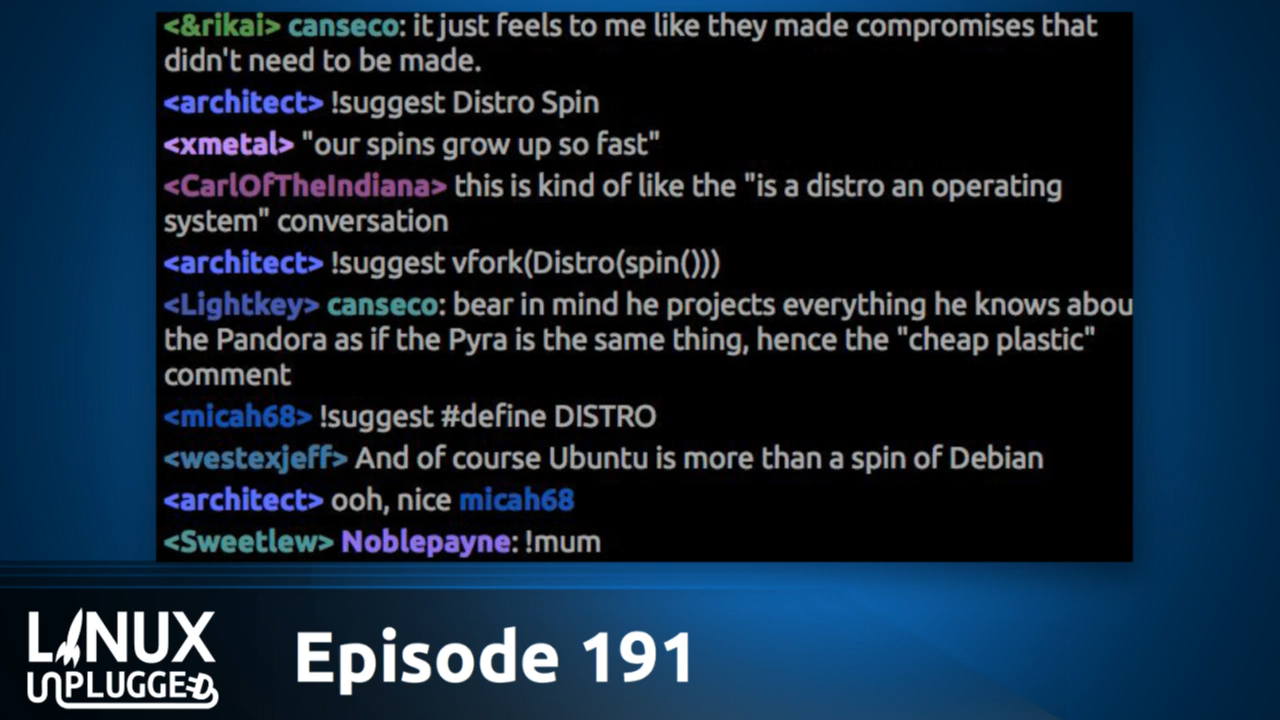 <&rikai> canseco: it just feels to me like they made compromises that
didn't need to be made.
<architect> !suggest Distro Spin
<xmetal> "our spins grow up so fast"
<CarlOfTheIndiana> this is kind of like the "is a distro an operating
system" conversation
<architect> !suggest vfork(Distro(spin()))
<Lightkey> canseco: bear in mind he projects everything he knows abou
the Pandora as if the Pyra is the same thing, hence the "cheap plastic"
comment
<micah68> !suggest #define DISTRO
<westexjeff> And of course Ubuntu is more than a spin of Debian
<architect> ooh, nice micah68
<Sweetlew> Noblepayne: !mum
LINUX
UNPLUGGED
Episode 191